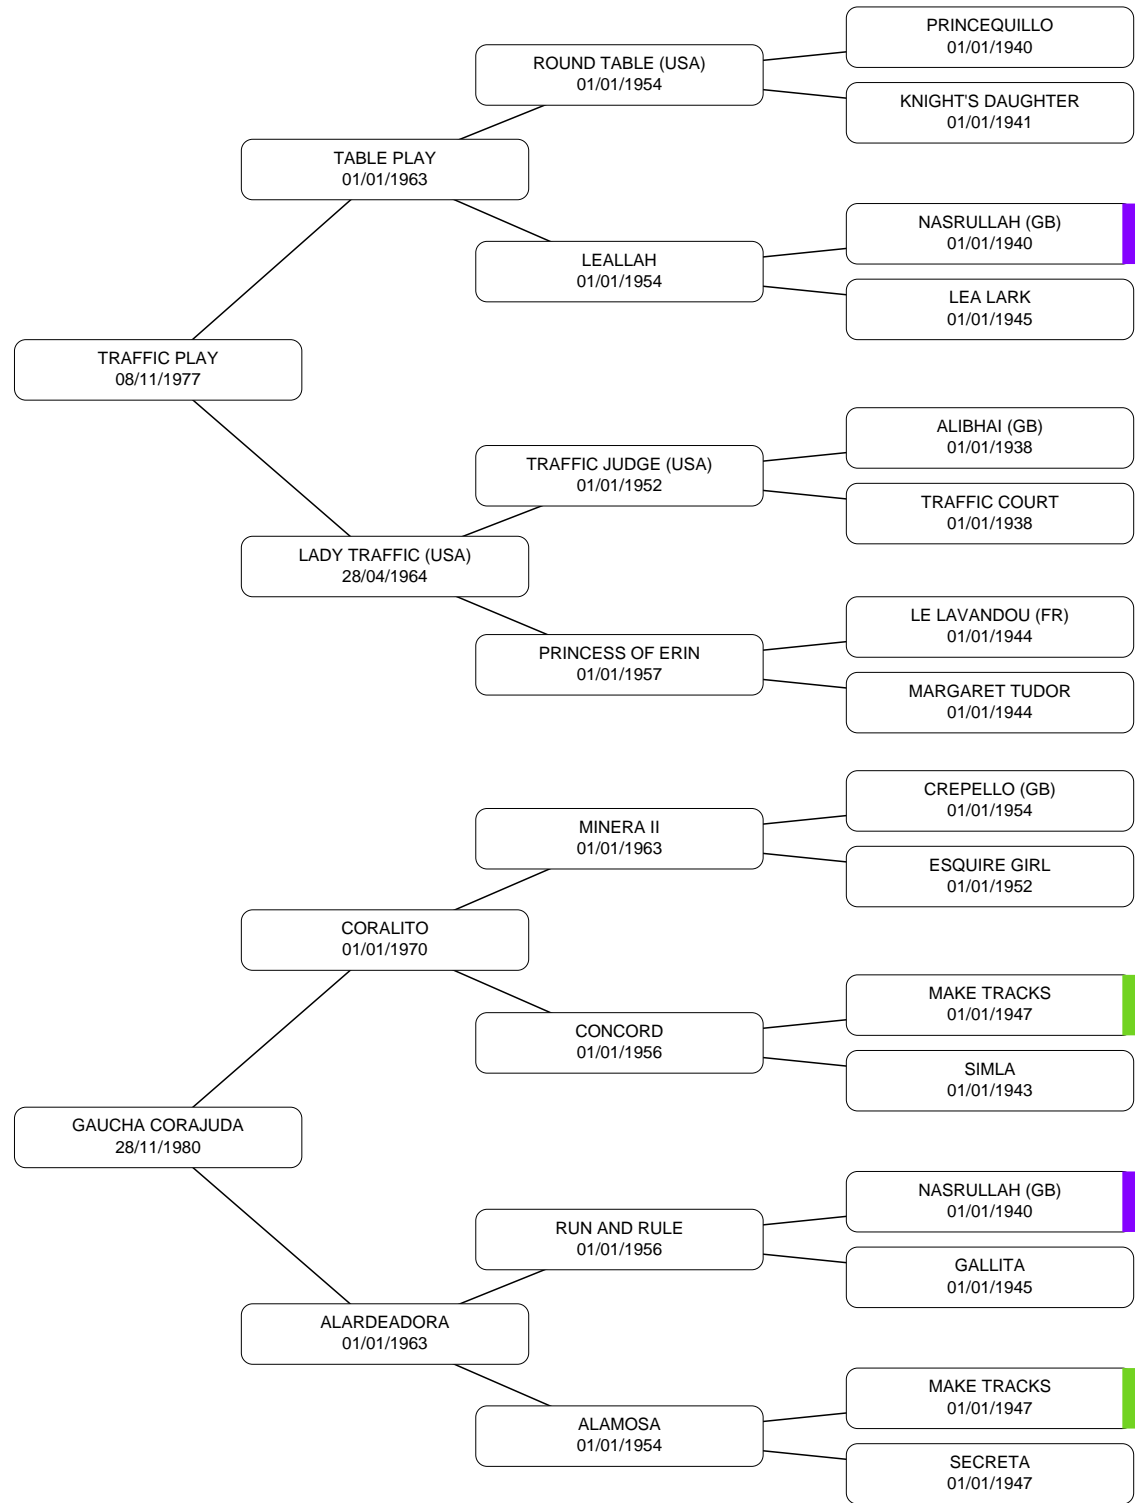 PRINCEQUILLO
01/01/1940
ROUND TABLE (USA)
01/01/1954
KNIGHT'S DAUGHTER
01/01/1941
TABLE PLAY
01/01/1963
NASRULLAH (GB)
01/01/1940
LEALLAH
01/01/1954
LEA LARK
01/01/1945
TRAFFIC PLAY
08/11/1977
ALIBHAI (GB)
01/01/1938
TRAFFIC JUDGE (USA)
01/01/1952
TRAFFIC COURT
01/01/1938
LADY TRAFFIC (USA)
28/04/1964
LE LAVANDOU (FR)
01/01/1944
PRINCESS OF ERIN
01/01/1957
MARGARET TUDOR
01/01/1944
CREPELLO (GB)
01/01/1954
MINERA II
01/01/1963
ESQUIRE GIRL
01/01/1952
CORALITO
01/01/1970
MAKE TRACKS
01/01/1947
CONCORD
01/01/1956
SIMLA
01/01/1943
GAUCHA CORAJUDA
28/11/1980
NASRULLAH (GB)
01/01/1940
RUN AND RULE
01/01/1956
GALLITA
01/01/1945
ALARDEADORA
01/01/1963
MAKE TRACKS
01/01/1947
ALAMOSA
01/01/1954
SECRETA
01/01/1947